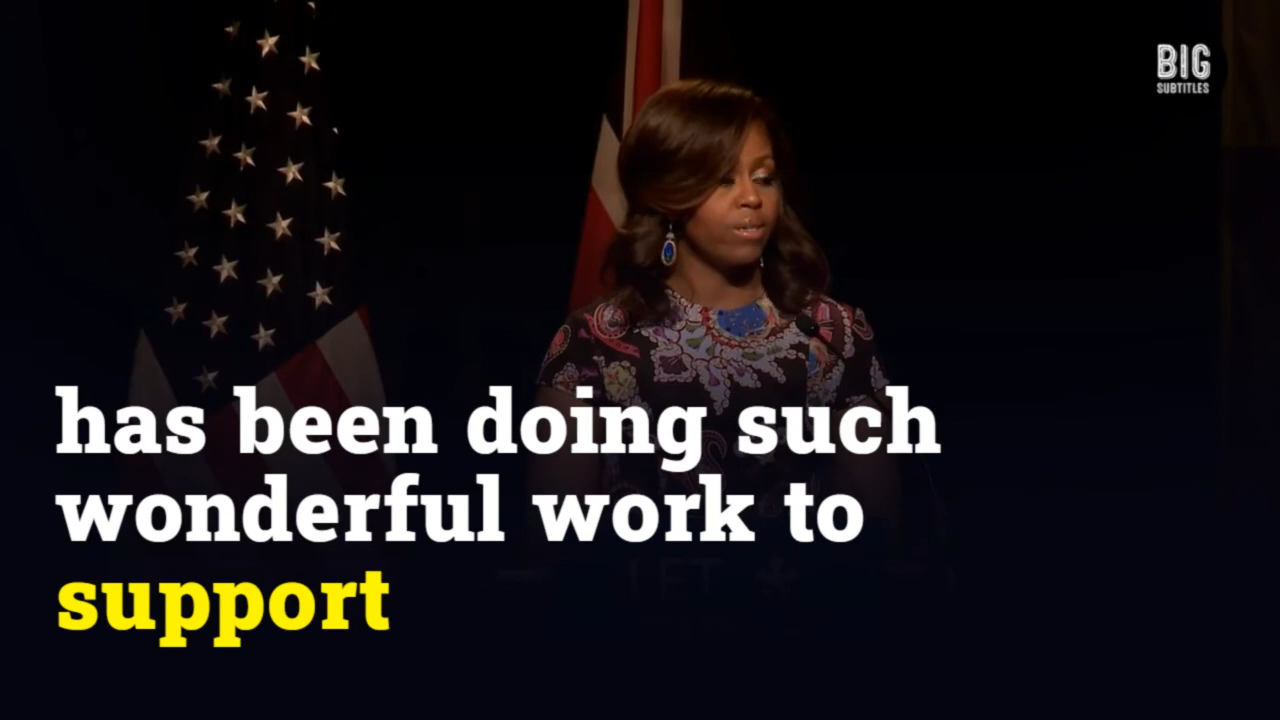 BIG
SUBTITLES
has been doing such
wonderful work to
support